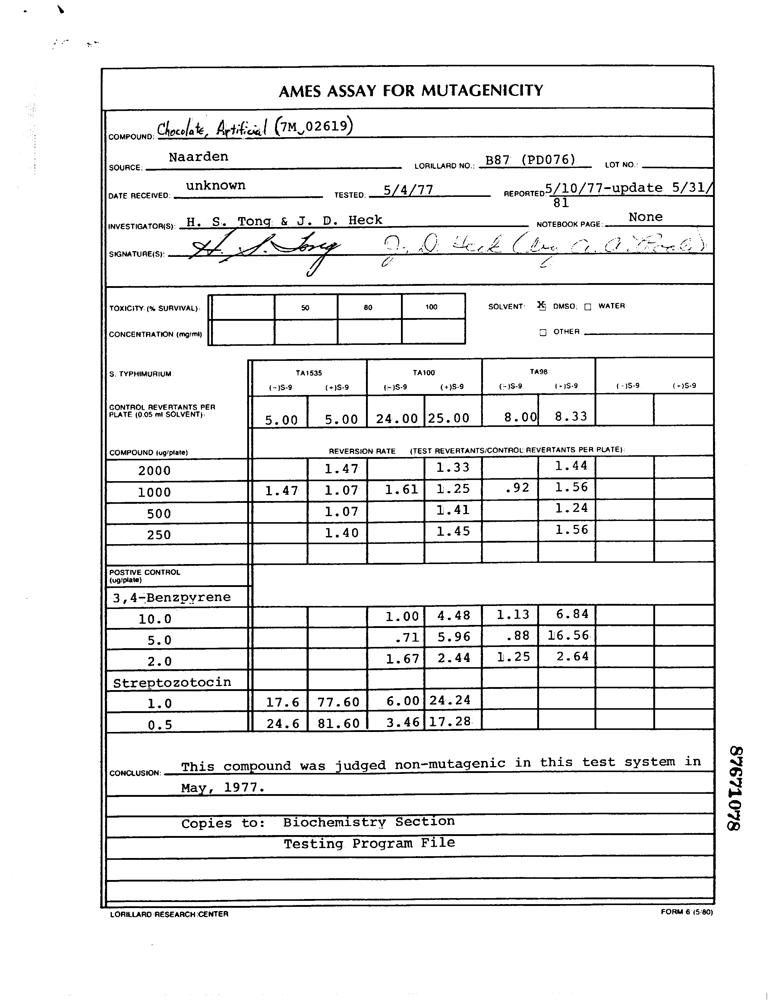 AMES ASSAY FOR MUTAGENICITY
COMPOUND: Chocolate, Artificial (7M 02619)
SOURCE: Naarden LORILLARD NO.: B87 (PD076) LOT NO.:
DATE RECEIVED: unknown TESTED: 5/4/77 REPORTED 5/10/77-update 5/31/
81
INVESTIGATOR(S): H. S. Tong & J. D. Heck NOTEBOOK PAGE: None
SIGNATURE(S): H. S. Tong J. D. Heck (by A. A.
TOXICITY (% SURVIVAL): 50 80 100 SOLVENT: X DMSO; WATER
CONCENTRATION (mg/ml) OTHER
S. TYPHIMURIUM TA1535 TA100 TA98
(-)S-9 (+)S-9 (-)S-9 (+)S-9 (-)S-9 (+)S-9 (-)S-9 (+)S-9
CONTROL REVERTANTS PER
PLATE (0.05 ml SOLVENT): 5.00 5.00 24.00 25.00 8.00 8.33
COMPOUND (ug/plate) REVERSION RATE (TEST REVERTANTS/CONTROL REVERTANTS PER PLATE):
2000 1.47 1.33 1.44
1000 1.47 1.07 1.61 1.25 .92 1.56
500 1.07 1.41 1.24
250 1.40 1.45 1.56
POSTIVE CONTROL
(ug/plate)
3,4-Benzpyrene
10.0 1.00 4.48 1.13 6.84
5.0 .71 5.96 .88 16.56
2.0 1.67 2.44 1.25 2.64
Streptozotocin
1.0 17.6 77.60 6.00 24.24
0.5 24.6 81.60 3.46 17.28
CONCLUSION: This compound was judged non-mutagenic in this test system in
May, 1977.
Copies to: Biochemistry Section
Testing Program File
LORILLARD RESEARCH CENTER FORM 6 (5/80)
87671078